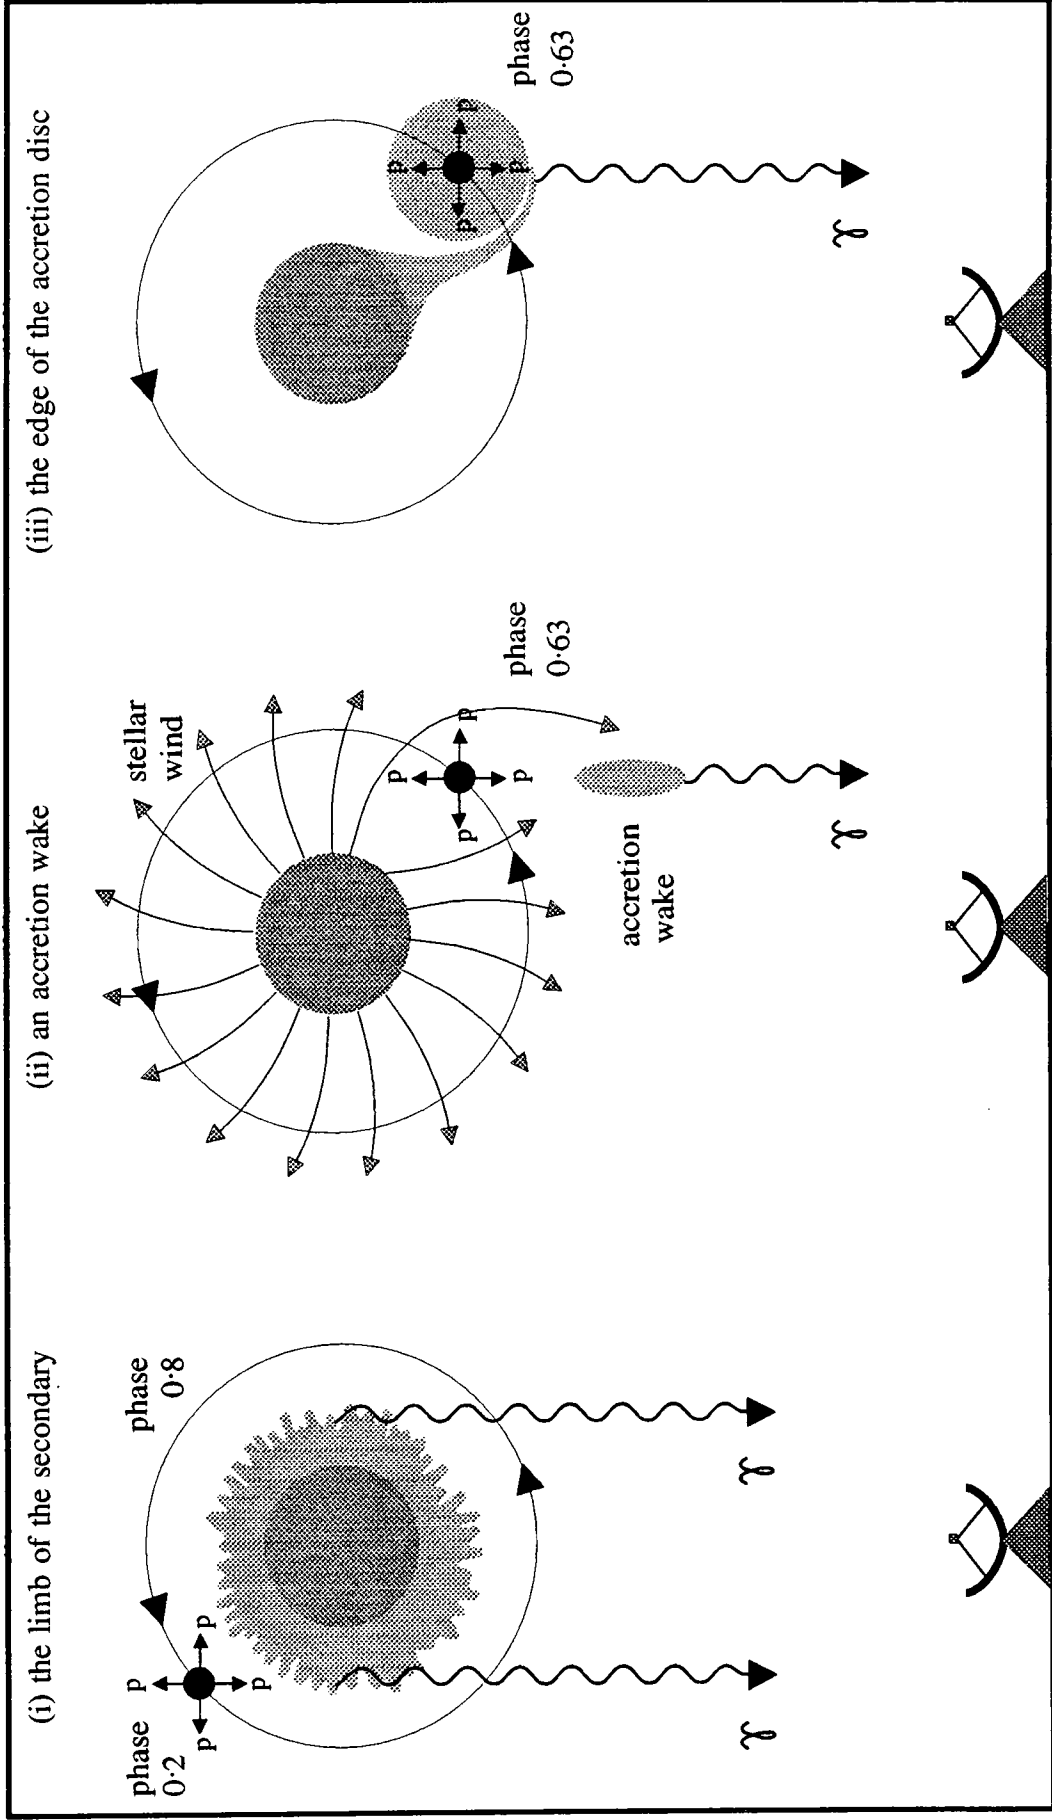 (i) the limb of the secondary
phase
0·2
p
p
p
p
phase
0·8
γ
γ
(ii) an accretion wake
stellar
wind
p
p
p
p
phase
0·63
accretion
wake
γ
(iii) the edge of the accretion disc
p
p
p
p
phase
0·63
γ